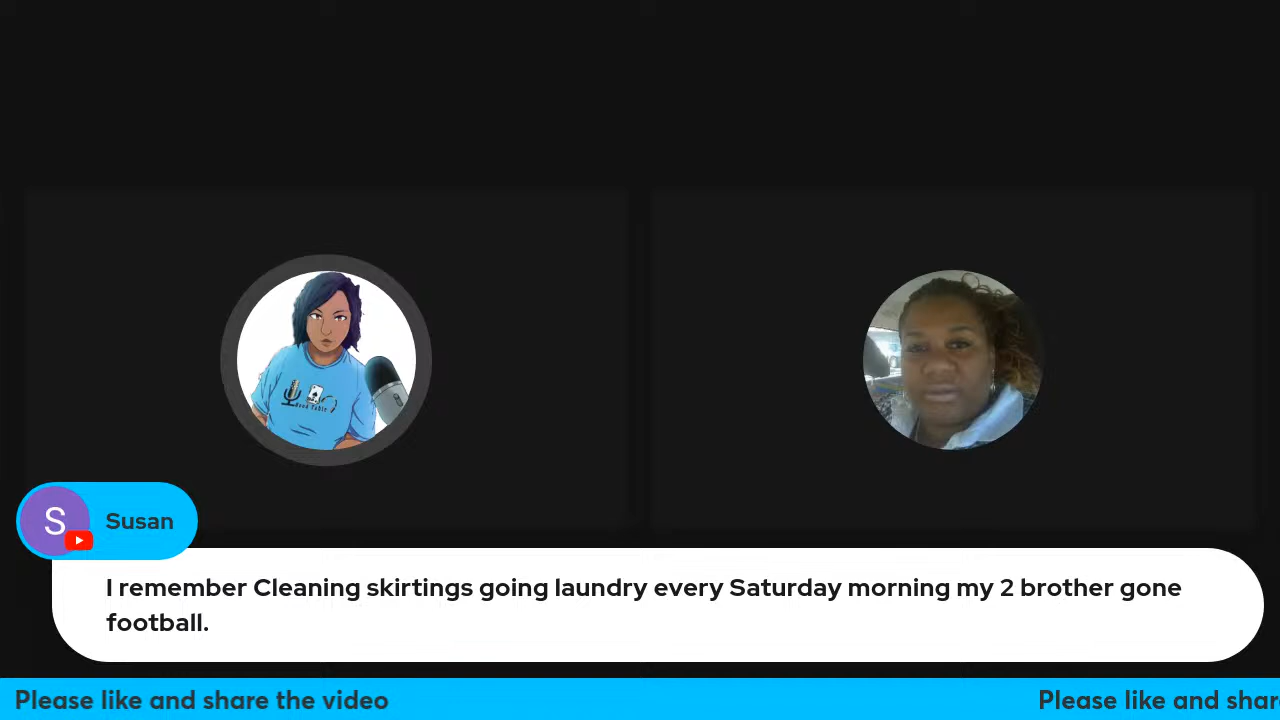 S
Susan
I remember Cleaning skirtings going laundry every Saturday morning my 2 brother gone
football.
Please like and share the video
Please like and shar